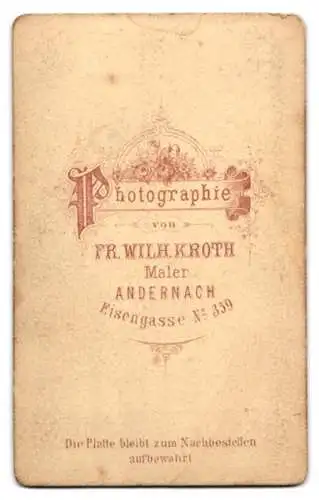 Photographie
von
FR. WILH. KROTH
Maler
ANDERNACH
Eisengasse No. 359
Die Platte bleibt zum Nachbestellen
aufbewahrt